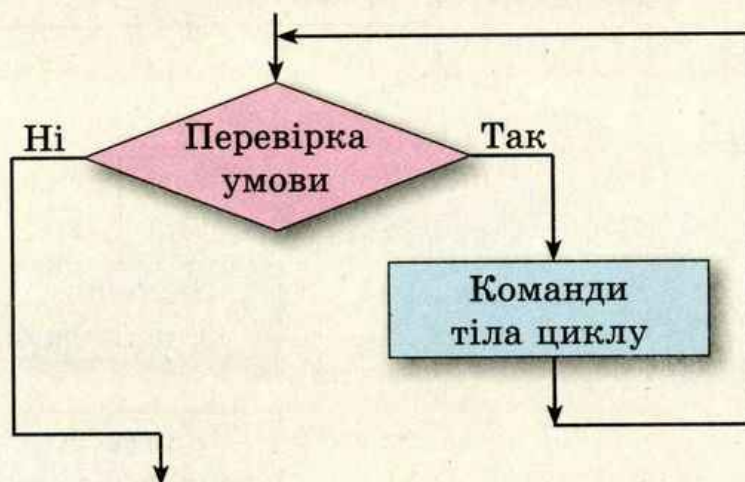 Ні
Перевірка
умови
Так
Команди
тіла циклу